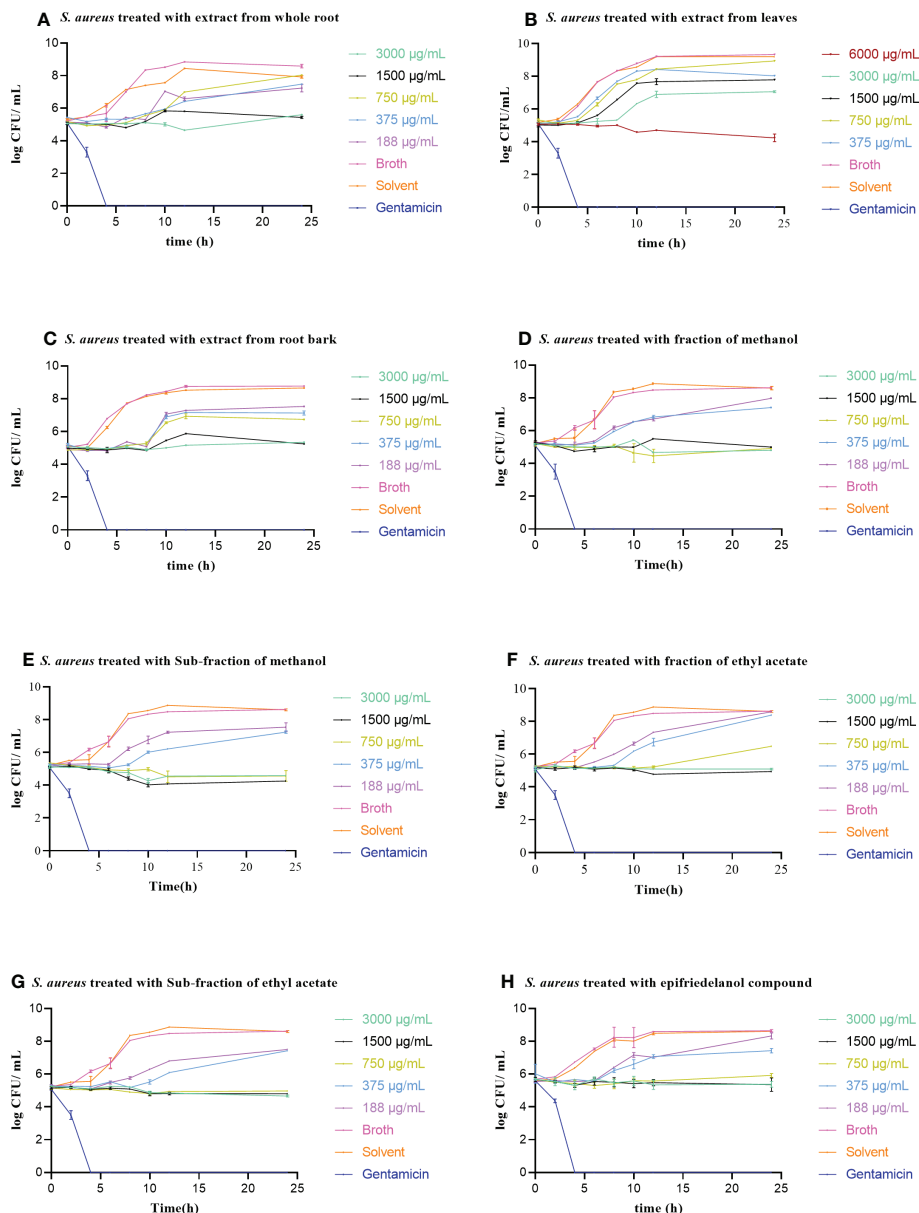 A S. aureus treated with extract from whole root
log CFU/ mL
10
8
6
4
2
0
0 5 10 15 20 25
time (h)
3000 µg/mL
1500 µg/mL
750 µg/mL
375 µg/mL
188 µg/mL
Broth
Solvent
Gentamicin
B S. aureus treated with extract from leaves
log CFU/mL
10
8
6
4
2
0
0 5 10 15 20 25
time (h)
6000 µg/mL
3000 µg/mL
1500 µg/mL
750 µg/mL
375 µg/mL
Broth
Solvent
Gentamicin
C S. aureus treated with extract from root bark
log CFU/ mL
10
8
6
4
2
0
0 5 10 15 20 25
time (h)
3000 µg/mL
1500 µg/mL
750 µg/mL
375 µg/mL
188 µg/mL
Broth
Solvent
Gentamicin
D S. aureus treated with fraction of methanol
log CFU/ mL
10
8
6
4
2
0
0 5 10 15 20 25
Time(h)
3000 µg/mL
1500 µg/mL
750 µg/mL
375 µg/mL
188 µg/mL
Broth
Solvent
Gentamicin
E S. aureus treated with Sub-fraction of methanol
log CFU/ mL
10
8
6
4
2
0
0 5 10 15 20 25
Time(h)
3000 µg/mL
1500 µg/mL
750 µg/mL
375 µg/mL
188 µg/mL
Broth
Solvent
Gentamicin
F S. aureus treated with fraction of ethyl acetate
log CFU/ mL
10
8
6
4
2
0
0 5 10 15 20 25
Time(h)
3000 µg/mL
1500 µg/mL
750 µg/mL
375 µg/mL
188 µg/mL
Broth
Solvent
Gentamicin
G S. aureus treated with Sub-fraction of ethyl acetate
log CFU/ mL
10
8
6
4
2
0
0 5 10 15 20 25
Time(h)
3000 µg/mL
1500 µg/mL
750 µg/mL
375 µg/mL
188 µg/mL
Broth
Solvent
Gentamicin
H S. aureus treated with epifriedelanol compound
log CFU/ mL
10
8
6
4
2
0
0 5 10 15 20 25
time (h)
3000 µg/mL
1500 µg/mL
750 µg/mL
375 µg/mL
188 µg/mL
Broth
Solvent
Gentamicin